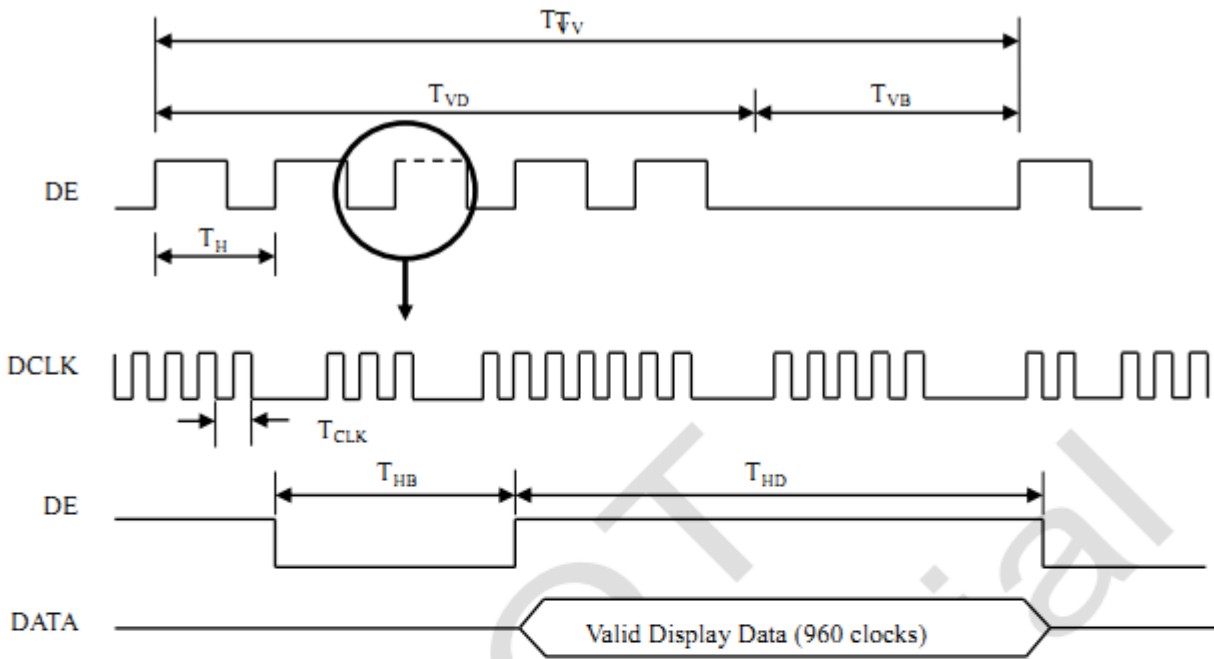 TV
TVD
TVB
DE
TH
DCLK
TCLK
THB
THD
DE
DATA
Valid Display Data (960 clocks)